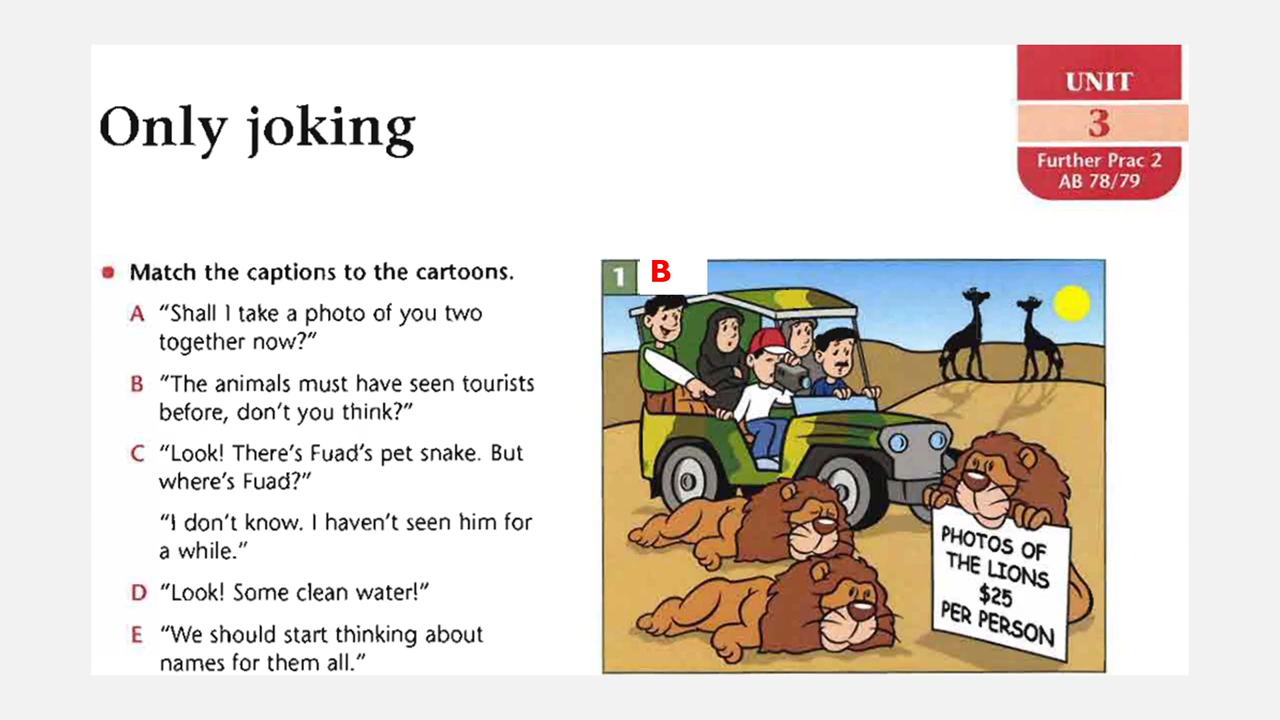 Only joking
UNIT
3
Further Prac 2
AB 78/79
Match the captions to the cartoons.
A "Shall I take a photo of you two
together now?"
B "The animals must have seen tourists
before, don't you think?"
C "Look! There's Fuad's pet snake. But
where's Fuad?"
"I don't know. I haven't seen him for
a while."
D "Look! Some clean water!"
E "We should start thinking about
names for them all."
1 B
PHOTOS OF
THE LIONS
$25
PER PERSON